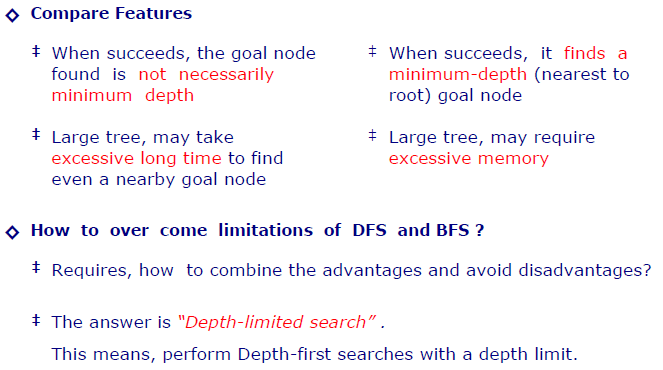 Compare Features
‡ When succeeds, the goal node
found is not necessarily
minimum depth
‡ Large tree, may take
excessive long time to find
even a nearby goal node
‡ When succeeds, it finds a
minimum-depth (nearest to
root) goal node
‡ Large tree, may require
excessive memory
How to over come limitations of DFS and BFS ?
‡ Requires, how to combine the advantages and avoid disadvantages?
‡ The answer is “Depth-limited search” .
This means, perform Depth-first searches with a depth limit.